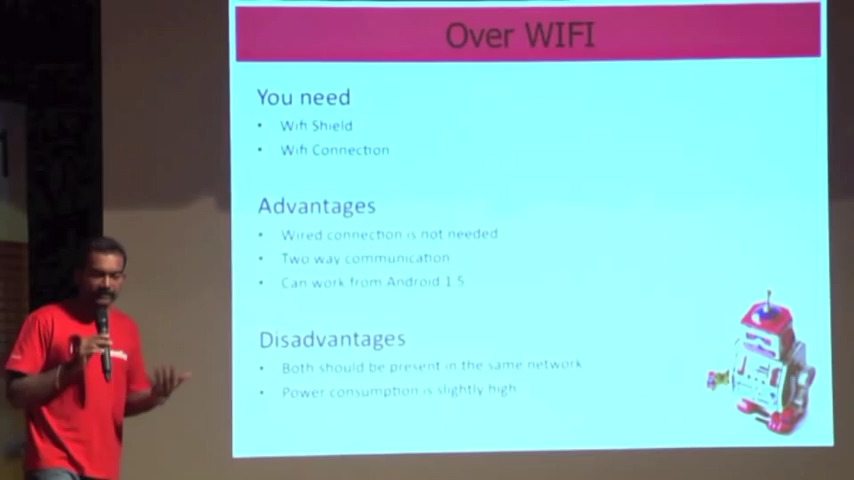 Over WIFI
You need
• Wifi Shield
• Wifi Connection
Advantages
• Wired connection is not needed
• Two way communication
• Can work from Android 1.5
Disadvantages
• Both should be present in the same network
• Power consumption is slightly high